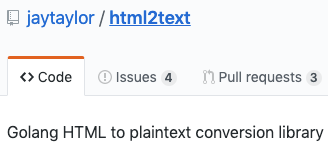 jaytaylor / html2text
<> Code Issues 4 Pull requests 3
Golang HTML to plaintext conversion library